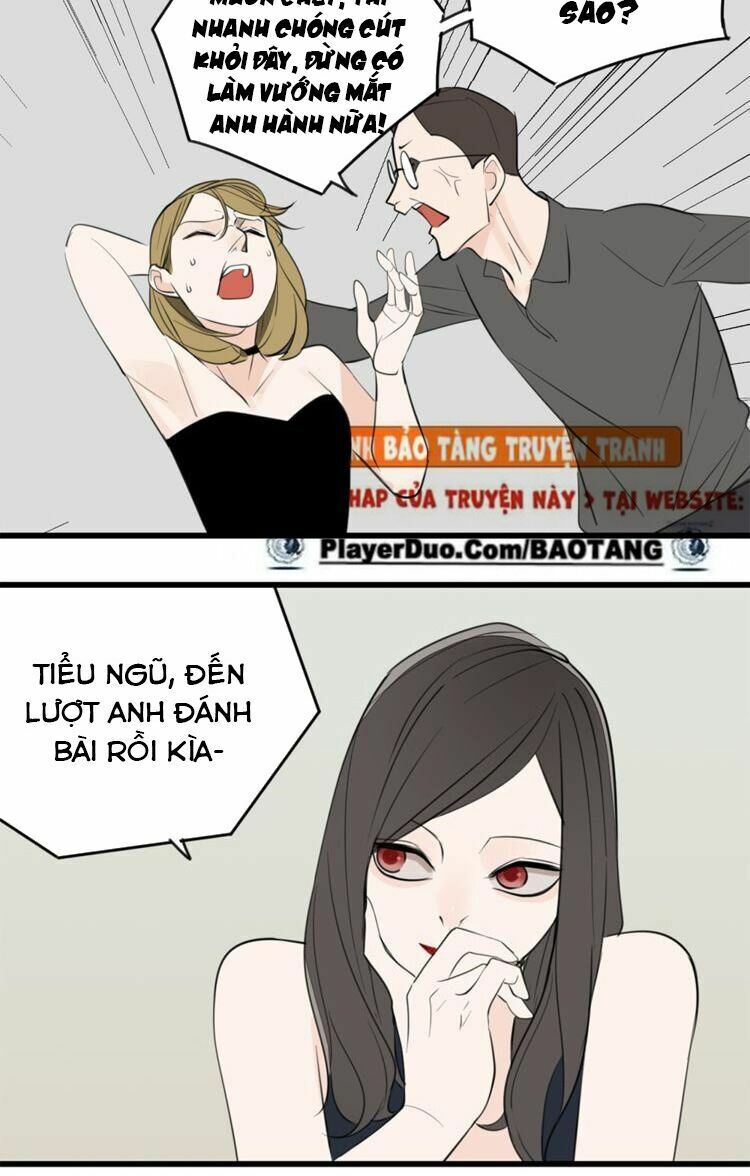 NHANH CHÓNG CÚT
KHỎI ĐÂY, ĐỪNG CÓ
LÀM VƯỚNG MẮT
ANH HÀNH NỮA!
SAO?
BẢO TÀNG TRUYỆN TRANH
CỦA TRUYỆN NÀY > TẠI WEBSITE:
PlayerDuo.Com/BAOTANG
TIỂU NGŨ, ĐẾN
LƯỢT ANH ĐÁNH
BÀI RỒI KÌA-